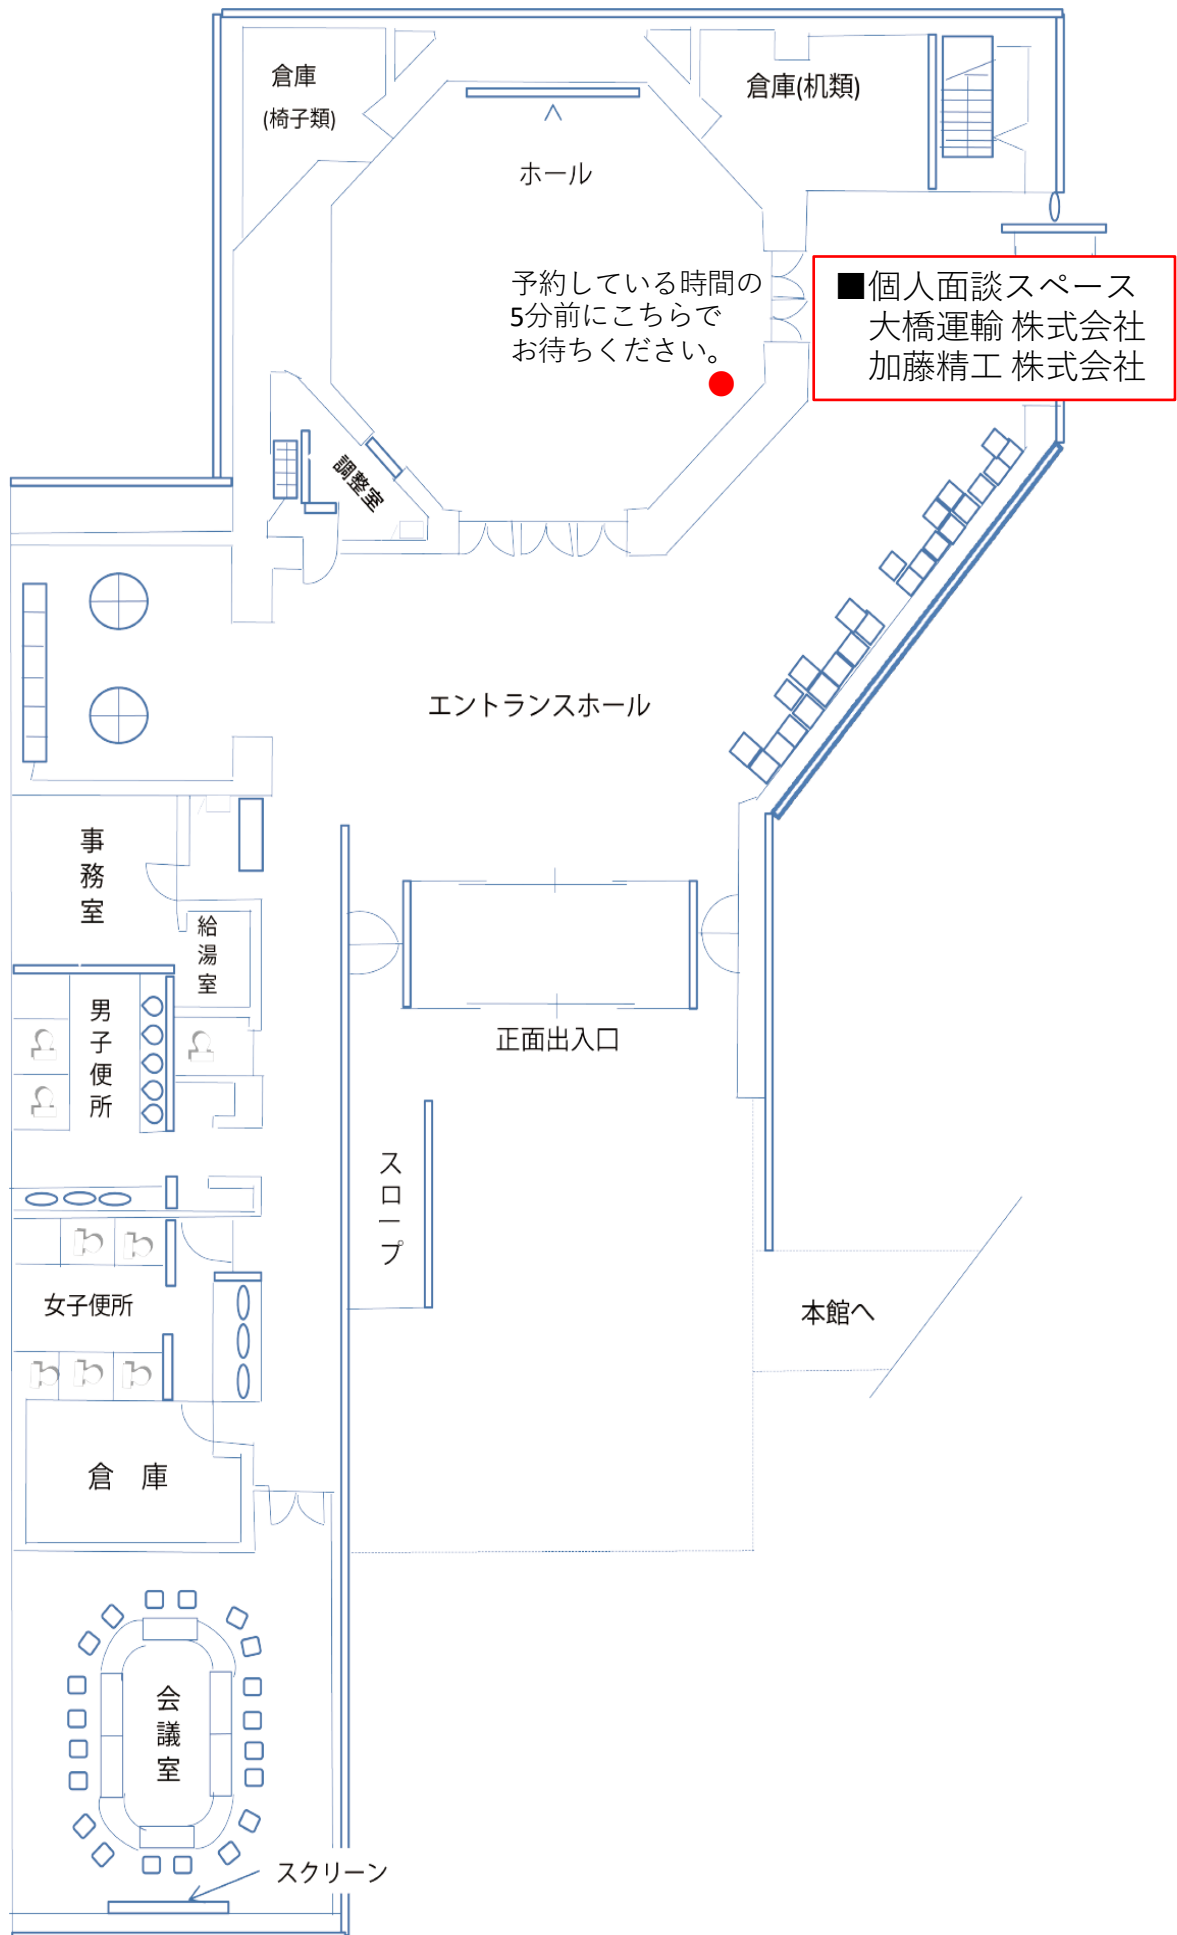 倉庫
(椅子類)
倉庫(机類)
ホール
予約している時間の
5分前にこちらで
お待ちください。
■個人面談スペース
大橋運輸 株式会社
加藤精工 株式会社
調整室
エントランスホール
事務室
給湯室
男子便所
正面出入口
スロープ
女子便所
本館へ
倉 庫
会議室
スクリーン